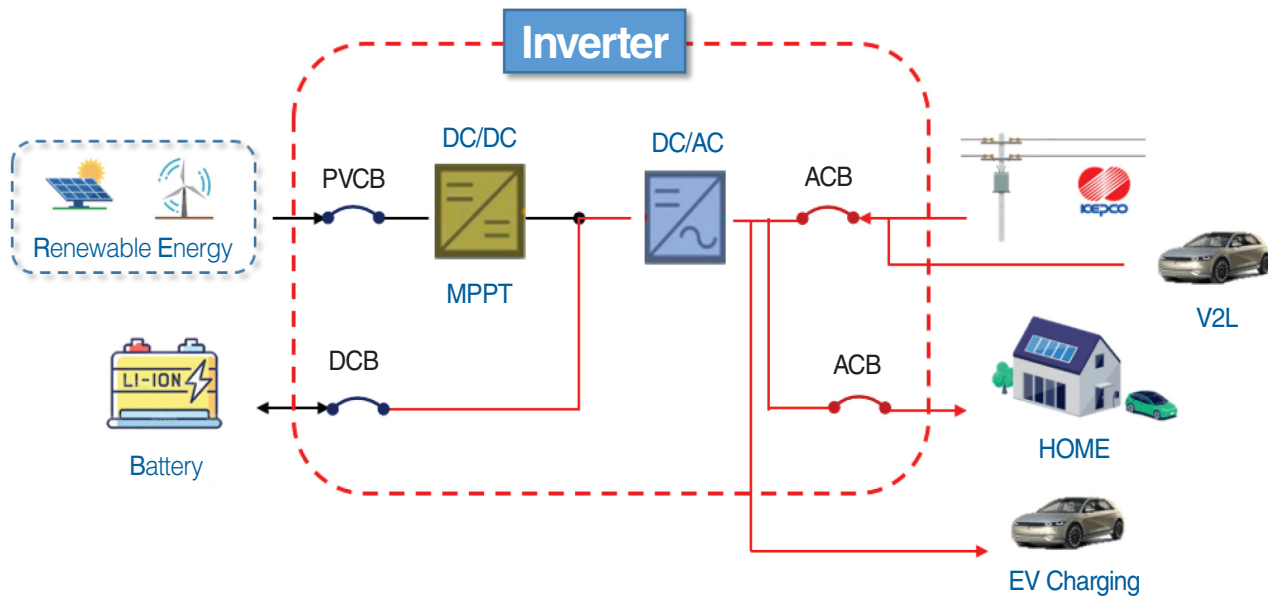 Inverter
DC/DC
DC/AC
PVCB
ACB
KEPCO
Renewable Energy
MPPT
V2L
LI-ION
DCB
ACB
Battery
HOME
EV Charging